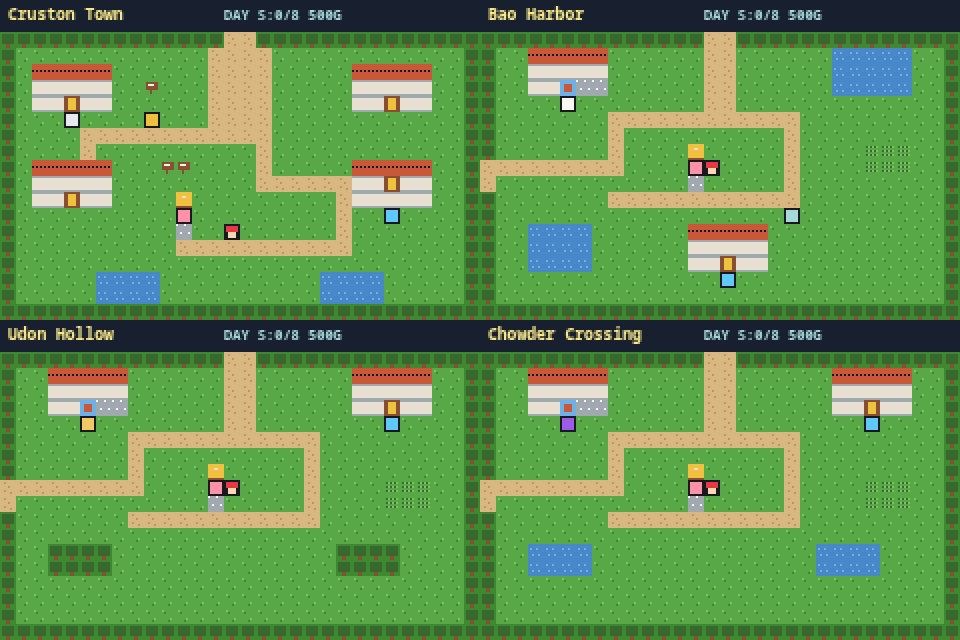 Cruston Town DAY S:0/8 500G
Bao Harbor DAY S:0/8 500G
Udon Hollow DAY S:0/8 500G
Chowder Crossing DAY S:0/8 500G